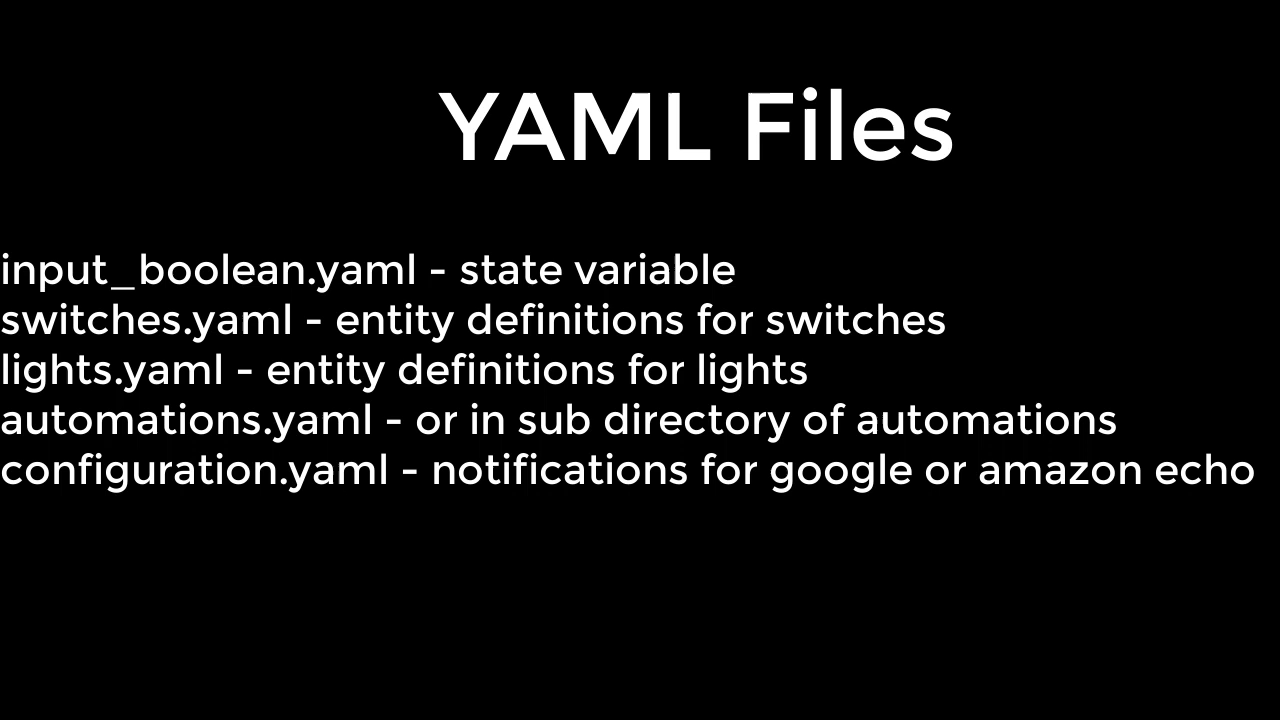 YAML Files
input_boolean.yaml - state variable
switches.yaml - entity definitions for switches
lights.yaml - entity definitions for lights
automations.yaml - or in sub directory of automations
configuration.yaml - notifications for google or amazon echo